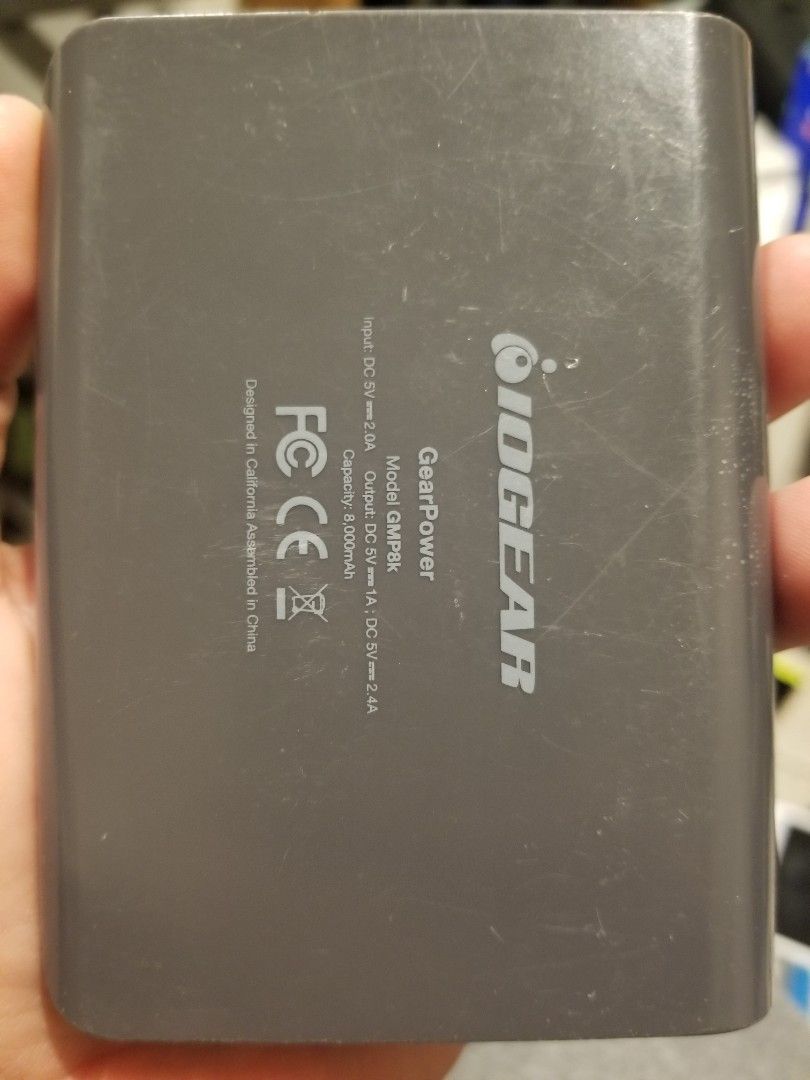 IOGEAR
GearPower
Model GMP8k
Input: DC 5V⎓2.0A Output: DC 5V⎓1A ; DC 5V⎓2.4A
Capacity: 8,000mAh
FC CE
Designed in California Assembled in China